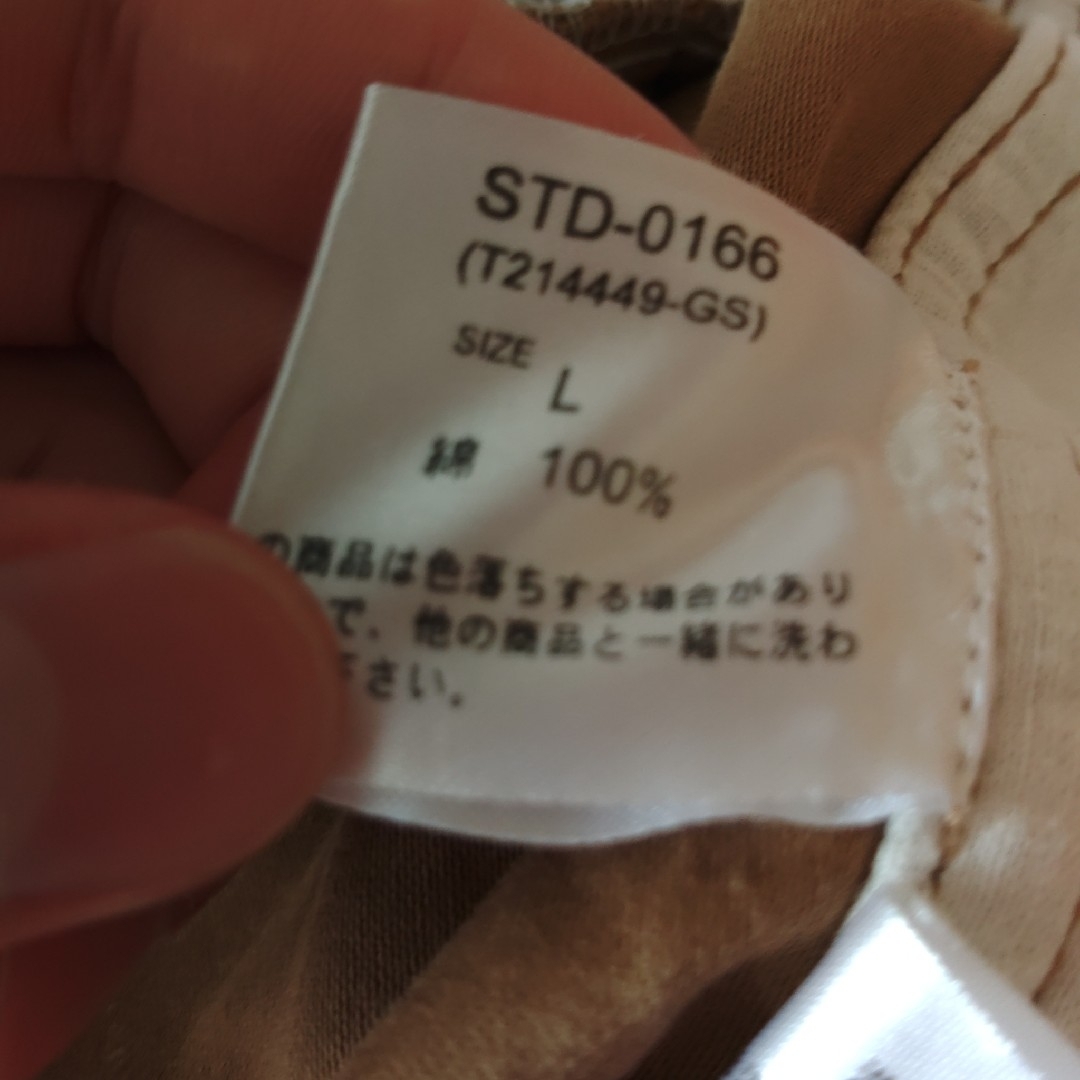 STD-0166
(T214449-GS)
SIZE
L
綿 100%
の商品は色落ちする場合があり
で、他の商品と一緒に洗わ
下さい。